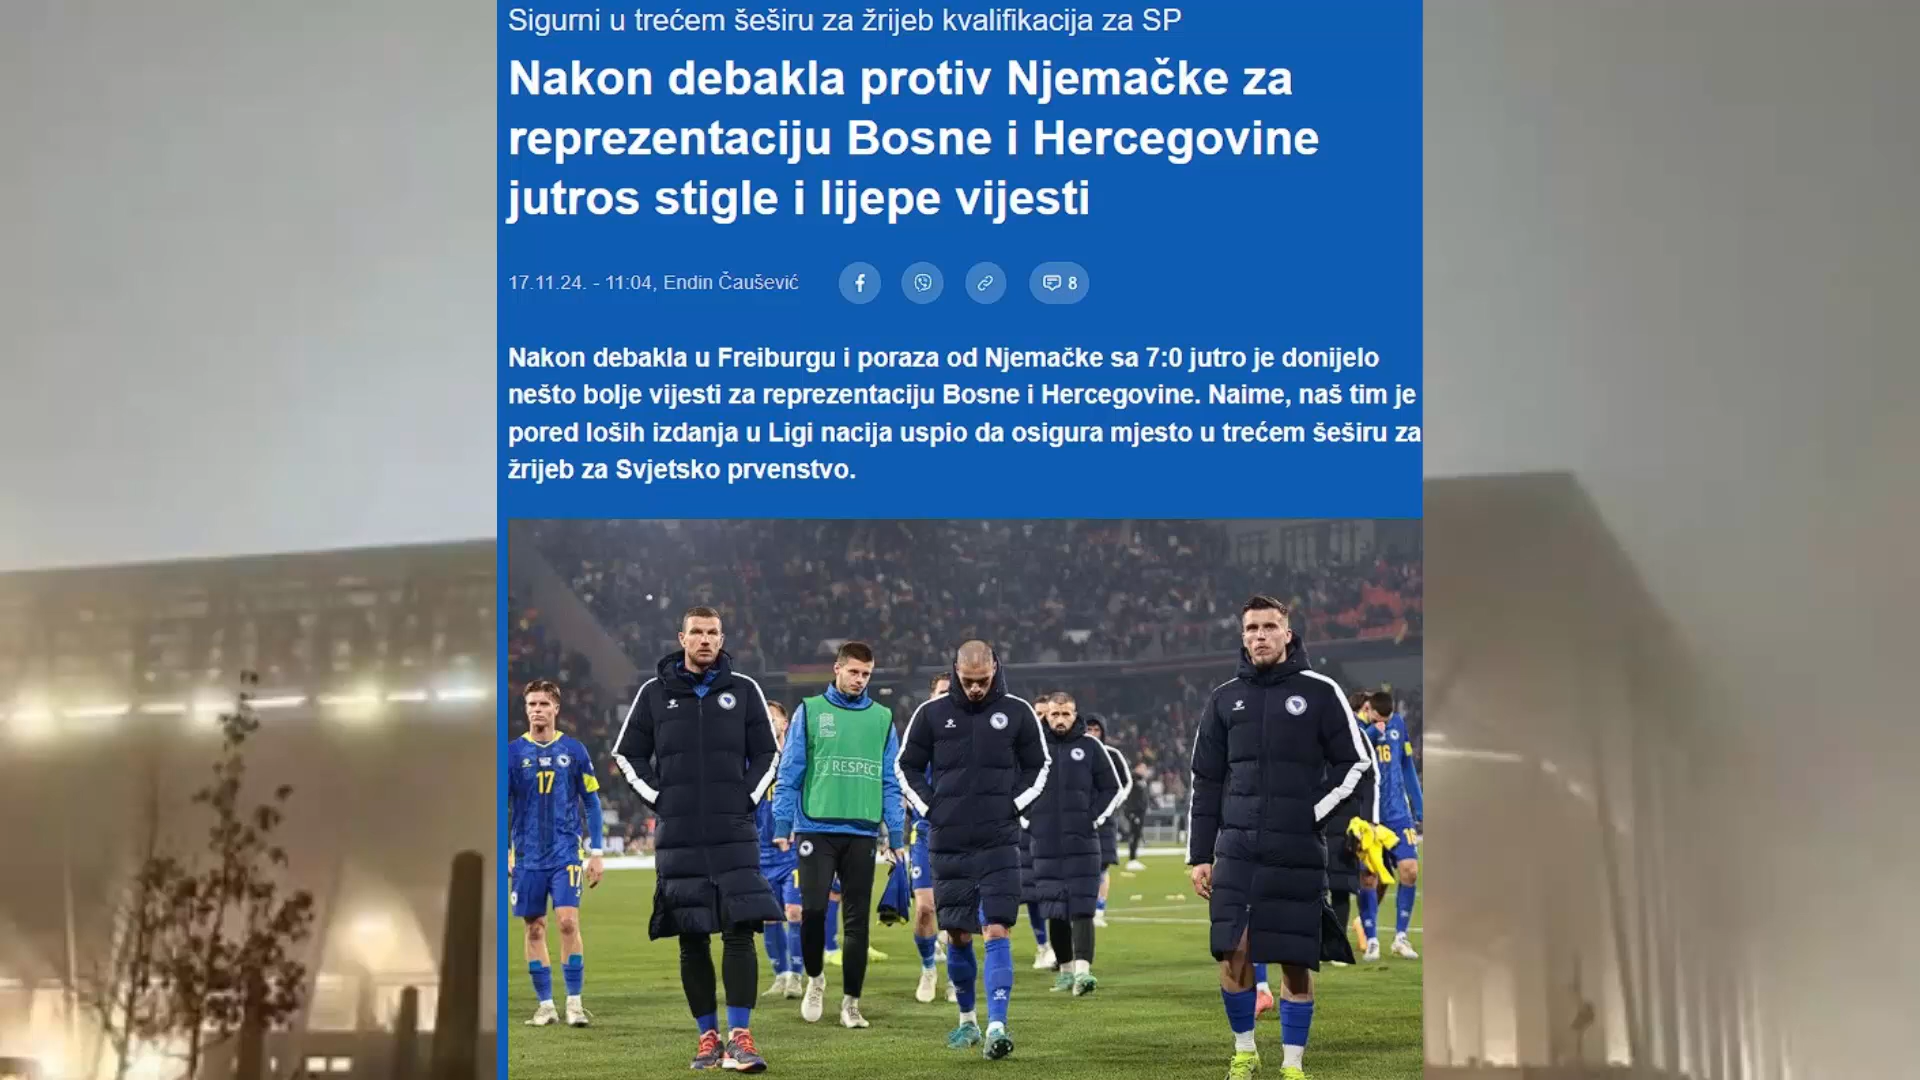 Sigurni u trećem šeširu za žrijeb kvalifikacija za SP
Nakon debakla protiv Njemačke za
reprezentaciju Bosne i Hercegovine
jutros stigle i lijepe vijesti
17.11.24. - 11:04, Endin Čaušević
8
Nakon debakla u Freiburgu i poraza od Njemačke sa 7:0 jutro je donijelo
nešto bolje vijesti za reprezentaciju Bosne i Hercegovine. Naime, naš tim je
pored loših izdanja u Ligi nacija uspio da osigura mjesto u trećem šeširu za
žrijeb za Svjetsko prvenstvo.
17
RESPECT
16
17
16